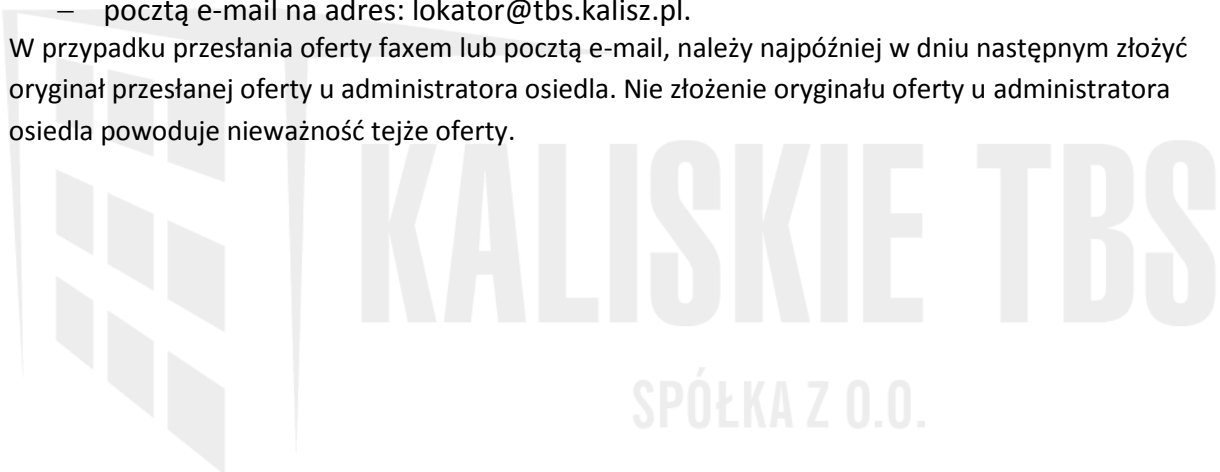 – pocztą e-mail na adres: lokator@tbs.kalisz.pl.
W przypadku przesłania oferty faxem lub pocztą e-mail, należy najpóźniej w dniu następnym złożyć
oryginał przesłanej oferty u administratora osiedla. Nie złożenie oryginału oferty u administratora
osiedla powoduje nieważność tejże oferty.
KALISKIE TBS
SPÓŁKA Z O.O.